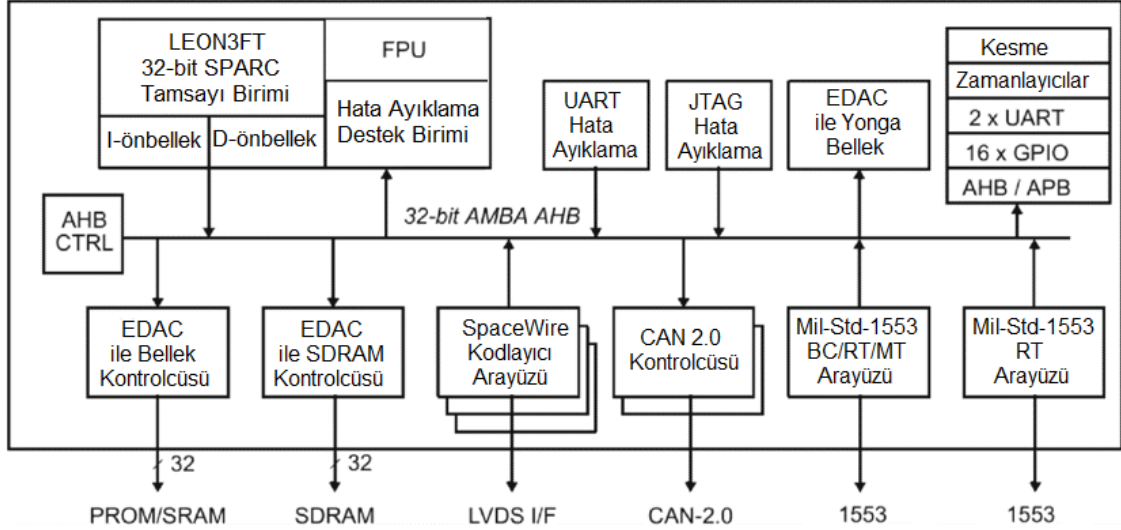 LEON3FT
32-bit SPARC
Tamsayı Birimi
I-önbellek
D-önbellek
FPU
Hata Ayıklama
Destek Birimi
UART
Hata
Ayıklama
JTAG
Hata
Ayıklama
EDAC
ile Yonga
Bellek
Kesme
Zamanlayıcılar
2 x UART
16 x GPIO
AHB / APB
AHB
CTRL
32-bit AMBA AHB
EDAC
ile Bellek
Kontrolcüsü
EDAC
ile SDRAM
Kontrolcüsü
SpaceWire
Kodlayıcı
Arayüzü
CAN 2.0
Kontrolcüsü
Mil-Std-1553
BC/RT/MT
Arayüzü
Mil-Std-1553
RT
Arayüzü
32
32
PROM/SRAM
SDRAM
LVDS I/F
CAN-2.0
1553
1553